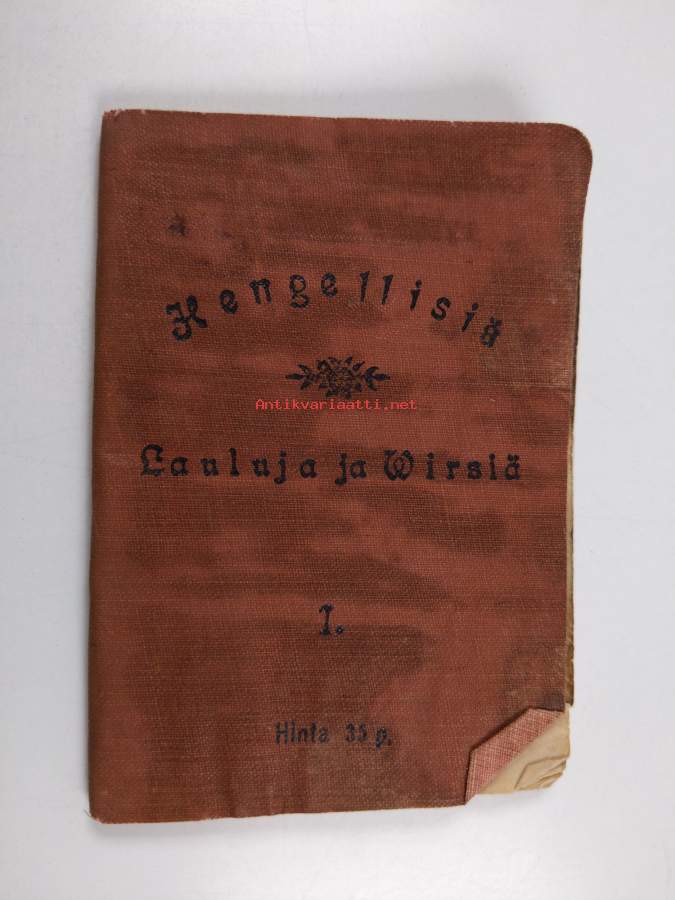 Hengellisiä
Antikvariaatti.net
Lauluja ja Wirsiä
I.
Hinta 35 p.